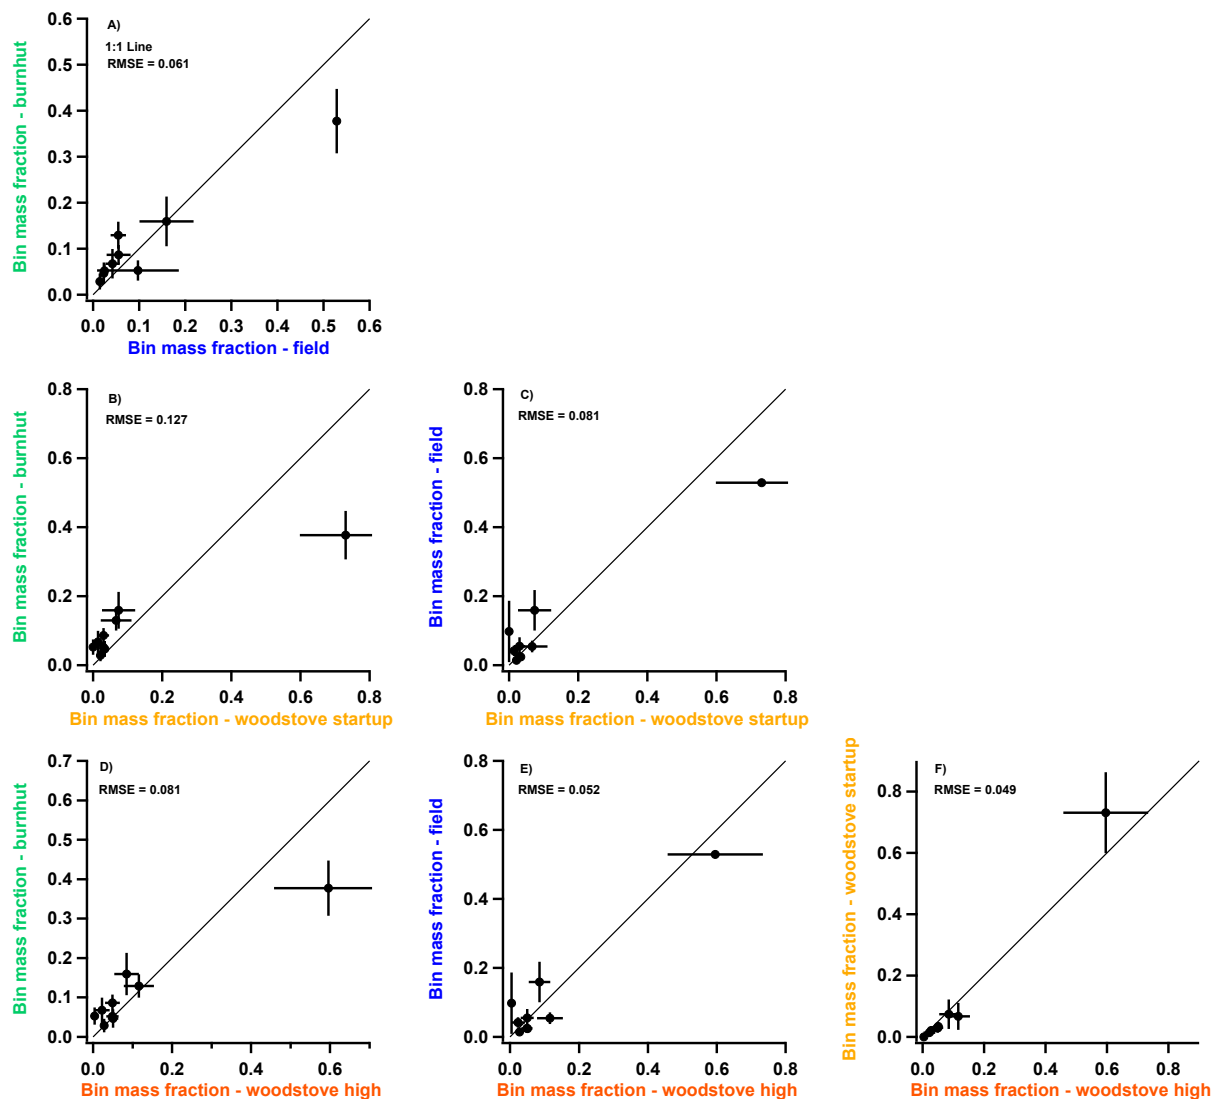 A)
1:1 Line
RMSE = 0.061
0.6
0.5
0.4
0.3
0.2
0.1
0.0
Bin mass fraction - burnhut
0.0 0.1 0.2 0.3 0.4 0.5 0.6
Bin mass fraction - field
B)
RMSE = 0.127
0.8
0.6
0.4
0.2
0.0
Bin mass fraction - burnhut
0.0 0.2 0.4 0.6 0.8
Bin mass fraction - woodstove startup
C)
RMSE = 0.081
0.8
0.6
0.4
0.2
0.0
Bin mass fraction - field
0.0 0.2 0.4 0.6 0.8
Bin mass fraction - woodstove startup
D)
RMSE = 0.081
0.7
0.6
0.5
0.4
0.3
0.2
0.1
0.0
Bin mass fraction - burnhut
0.0 0.2 0.4 0.6
Bin mass fraction - woodstove high
E)
RMSE = 0.052
0.8
0.6
0.4
0.2
0.0
Bin mass fraction - field
0.0 0.2 0.4 0.6 0.8
Bin mass fraction - woodstove high
F)
RMSE = 0.049
0.8
0.6
0.4
0.2
0.0
Bin mass fraction - woodstove startup
0.0 0.2 0.4 0.6 0.8
Bin mass fraction - woodstove high